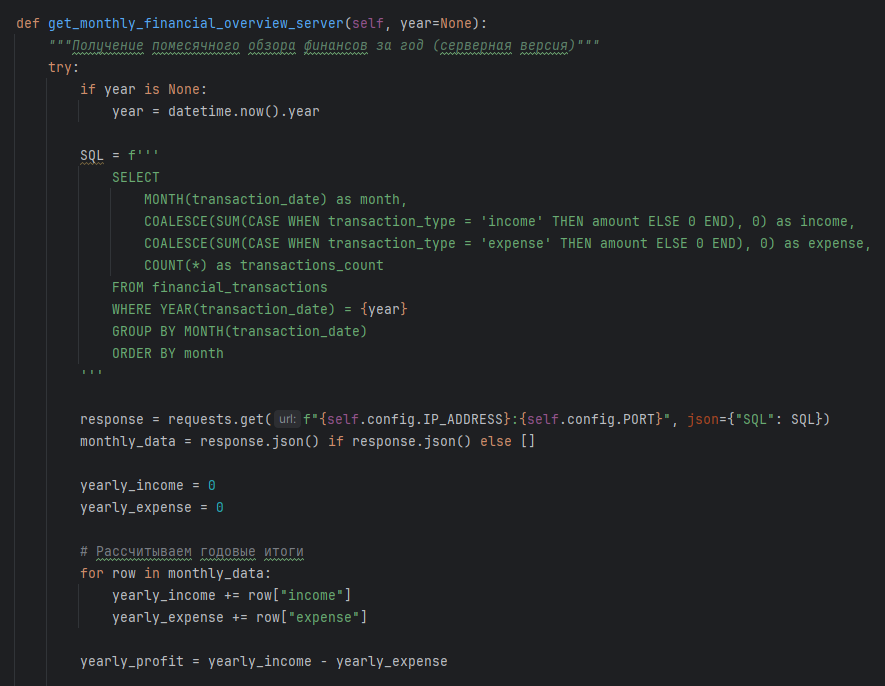 def get_monthly_financial_overview_server(self, year=None):
    """Получение помесячного обзора финансов за год (серверная версия)"""
    try:
        if year is None:
            year = datetime.now().year

        SQL = f'''
            SELECT
                MONTH(transaction_date) as month,
                COALESCE(SUM(CASE WHEN transaction_type = 'income' THEN amount ELSE 0 END), 0) as income,
                COALESCE(SUM(CASE WHEN transaction_type = 'expense' THEN amount ELSE 0 END), 0) as expense,
                COUNT(*) as transactions_count
            FROM financial_transactions
            WHERE YEAR(transaction_date) = {year}
            GROUP BY MONTH(transaction_date)
            ORDER BY month
        '''

        response = requests.get( url: f"{self.config.IP_ADDRESS}:{self.config.PORT}", json={"SQL": SQL})
        monthly_data = response.json() if response.json() else []

        yearly_income = 0
        yearly_expense = 0

        # Рассчитываем годовые итоги
        for row in monthly_data:
            yearly_income += row["income"]
            yearly_expense += row["expense"]

        yearly_profit = yearly_income - yearly_expense